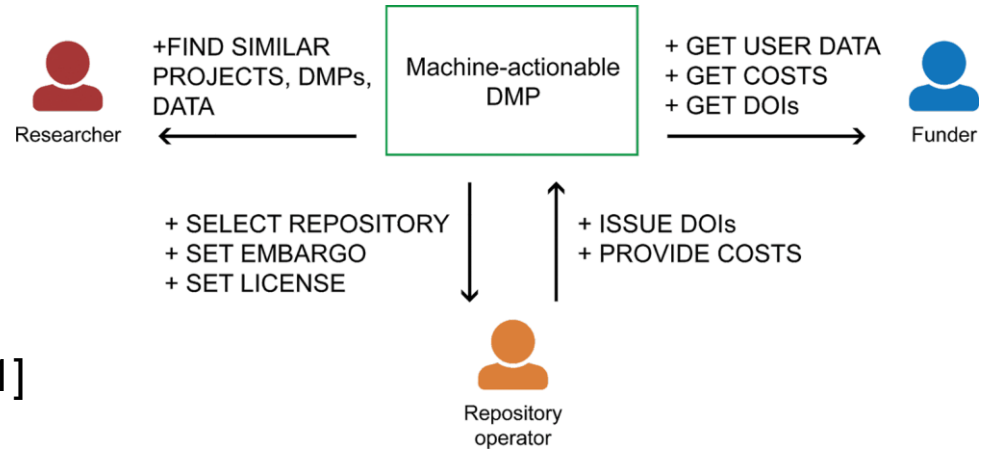 +FIND SIMILAR
PROJECTS, DMPs,
DATA
Researcher
Machine-actionable
DMP
+ GET USER DATA
+ GET COSTS
+ GET DOIs
Funder
+ SELECT REPOSITORY
+ SET EMBARGO
+ SET LICENSE
+ ISSUE DOIs
+ PROVIDE COSTS
1]
Repository
operator